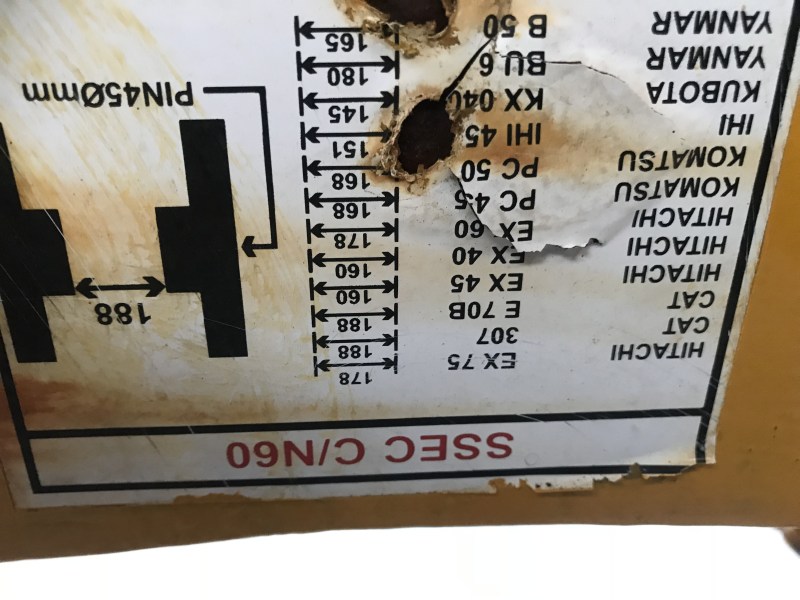 SSEC C/N60
HITACHI EX 75 178
CAT 307 188
CAT E 70B 188
HITACHI EX 45 160
HITACHI EX 40 160
HITACHI EX 60 178
KOMATSU PC 45 168
KOMATSU PC 50 168
IHI IHI 45 151
KUBOTA KX 040 145
YANMAR BU 6 180
YANMAR B 50 165
188
PIN45Ømm